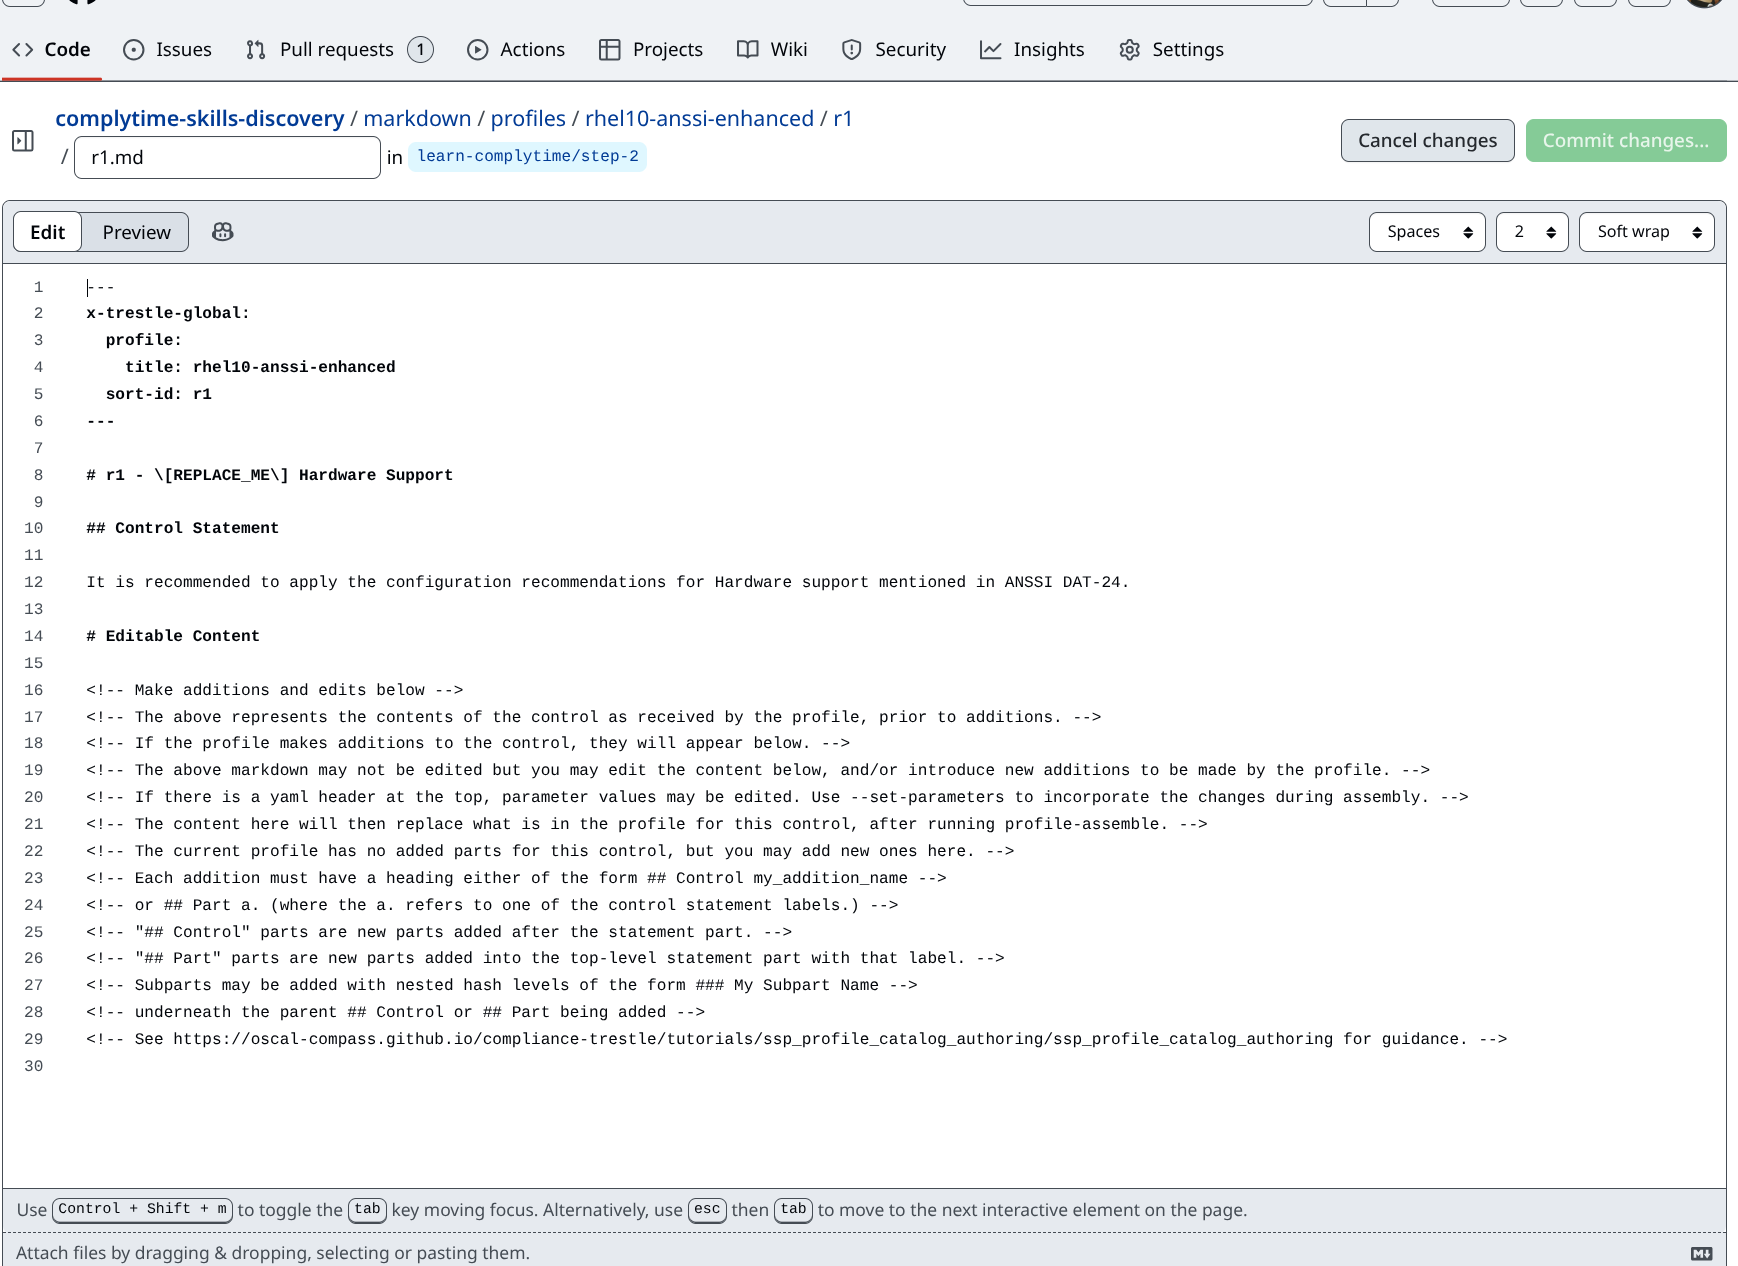 Code Issues Pull requests 1 Actions Projects Wiki Security Insights Settings
complytime-skills-discovery / markdown / profiles / rhel10-anssi-enhanced / r1
/ r1.md in learn-complytime/step-2
Cancel changes Commit changes...
Edit Preview Spaces 2 Soft wrap
1 ---
2 x-trestle-global:
3   profile:
4     title: rhel10-anssi-enhanced
5   sort-id: r1
6 ---
7
8 # r1 - \[REPLACE_ME\] Hardware Support
9
10 ## Control Statement
11
12 It is recommended to apply the configuration recommendations for Hardware support mentioned in ANSSI DAT-24.
13
14 # Editable Content
15
16 <!-- Make additions and edits below -->
17 <!-- The above represents the contents of the control as received by the profile, prior to additions. -->
18 <!-- If the profile makes additions to the control, they will appear below. -->
19 <!-- The above markdown may not be edited but you may edit the content below, and/or introduce new additions to be made by the profile. -->
20 <!-- If there is a yaml header at the top, parameter values may be edited. Use --set-parameters to incorporate the changes during assembly. -->
21 <!-- The content here will then replace what is in the profile for this control, after running profile-assemble. -->
22 <!-- The current profile has no added parts for this control, but you may add new ones here. -->
23 <!-- Each addition must have a heading either of the form ## Control my_addition_name -->
24 <!-- or ## Part a. (where the a. refers to one of the control statement labels.) -->
25 <!-- "## Control" parts are new parts added after the statement part. -->
26 <!-- "## Part" parts are new parts added into the top-level statement part with that label. -->
27 <!-- Subparts may be added with nested hash levels of the form ### My Subpart Name -->
28 <!-- underneath the parent ## Control or ## Part being added -->
29 <!-- See https://oscal-compass.github.io/compliance-trestle/tutorials/ssp_profile_catalog_authoring/ssp_profile_catalog_authoring for guidance. -->
30
Use Control + Shift + m to toggle the tab key moving focus. Alternatively, use esc then tab to move to the next interactive element on the page.
Attach files by dragging & dropping, selecting or pasting them.